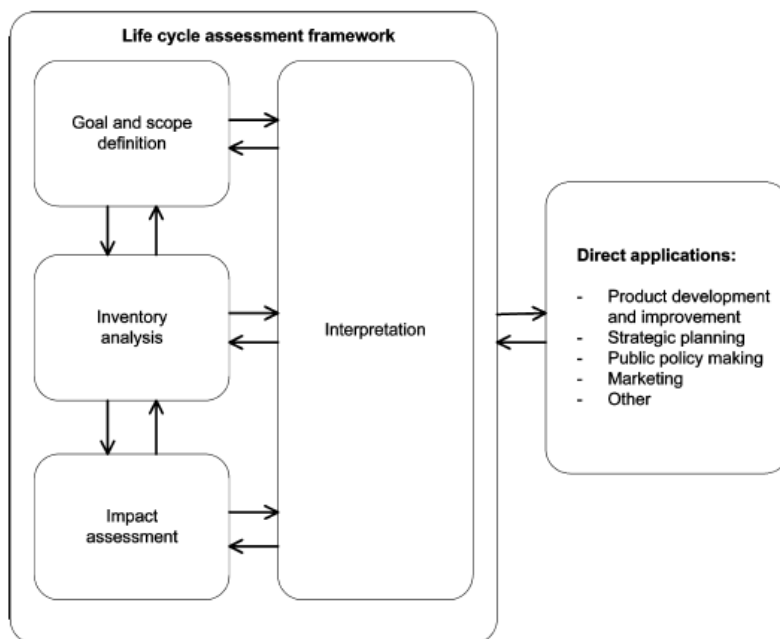 Life cycle assessment framework
Goal and scope
definition
Inventory
analysis
Impact
assessment
Interpretation
Direct applications:
- Product development
and improvement
- Strategic planning
- Public policy making
- Marketing
- Other